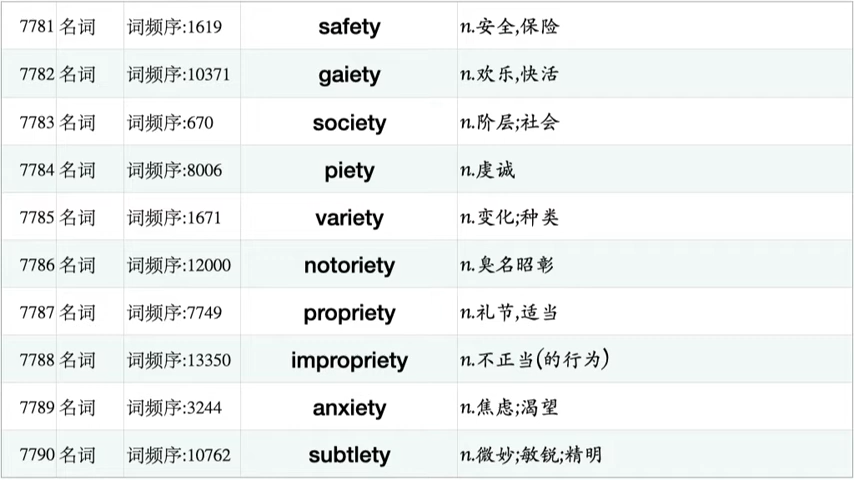 7781 名词 词频序:1619 safety n.安全,保险
7782 名词 词频序:10371 gaiety n.欢乐,快活
7783 名词 词频序:670 society n.阶层;社会
7784 名词 词频序:8006 piety n.虔诚
7785 名词 词频序:1671 variety n.变化;种类
7786 名词 词频序:12000 notoriety n.臭名昭彰
7787 名词 词频序:7749 propriety n.礼节,适当
7788 名词 词频序:13350 impropriety n.不正当(的行为)
7789 名词 词频序:3244 anxiety n.焦虑;渴望
7790 名词 词频序:10762 subtlety n.微妙;敏锐;精明